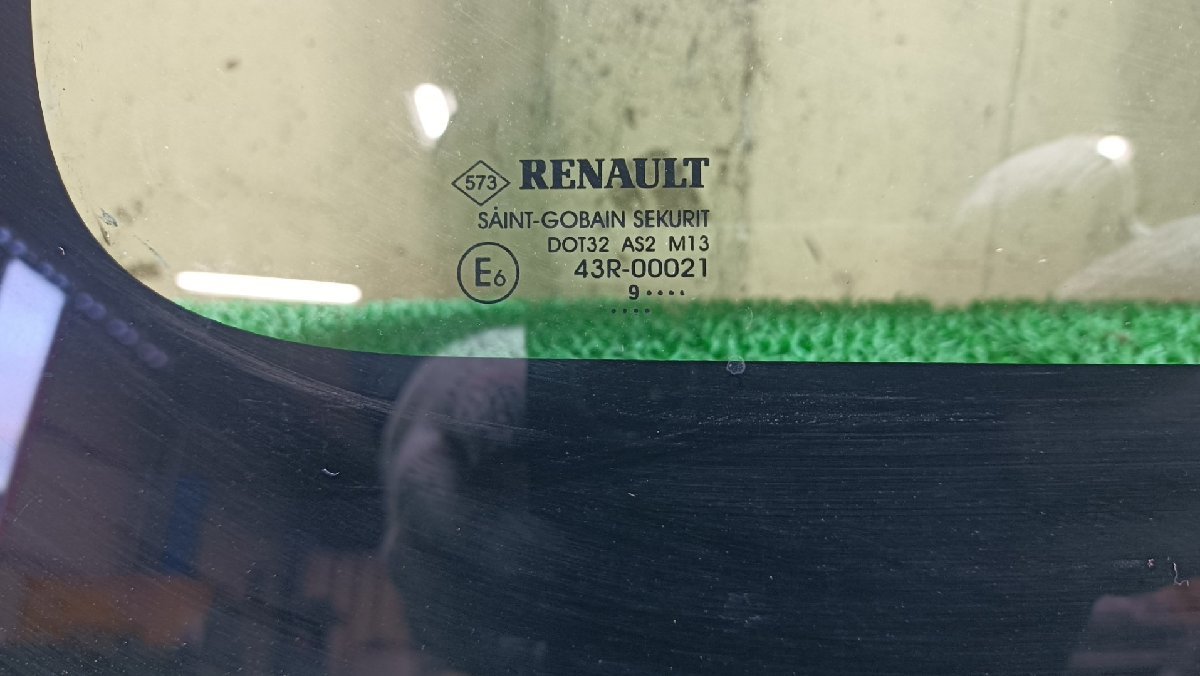 573 RENAULT
SAINT-GOBAIN SEKURIT
DOT32 AS2 M13
E6 43R-00021
9....
....